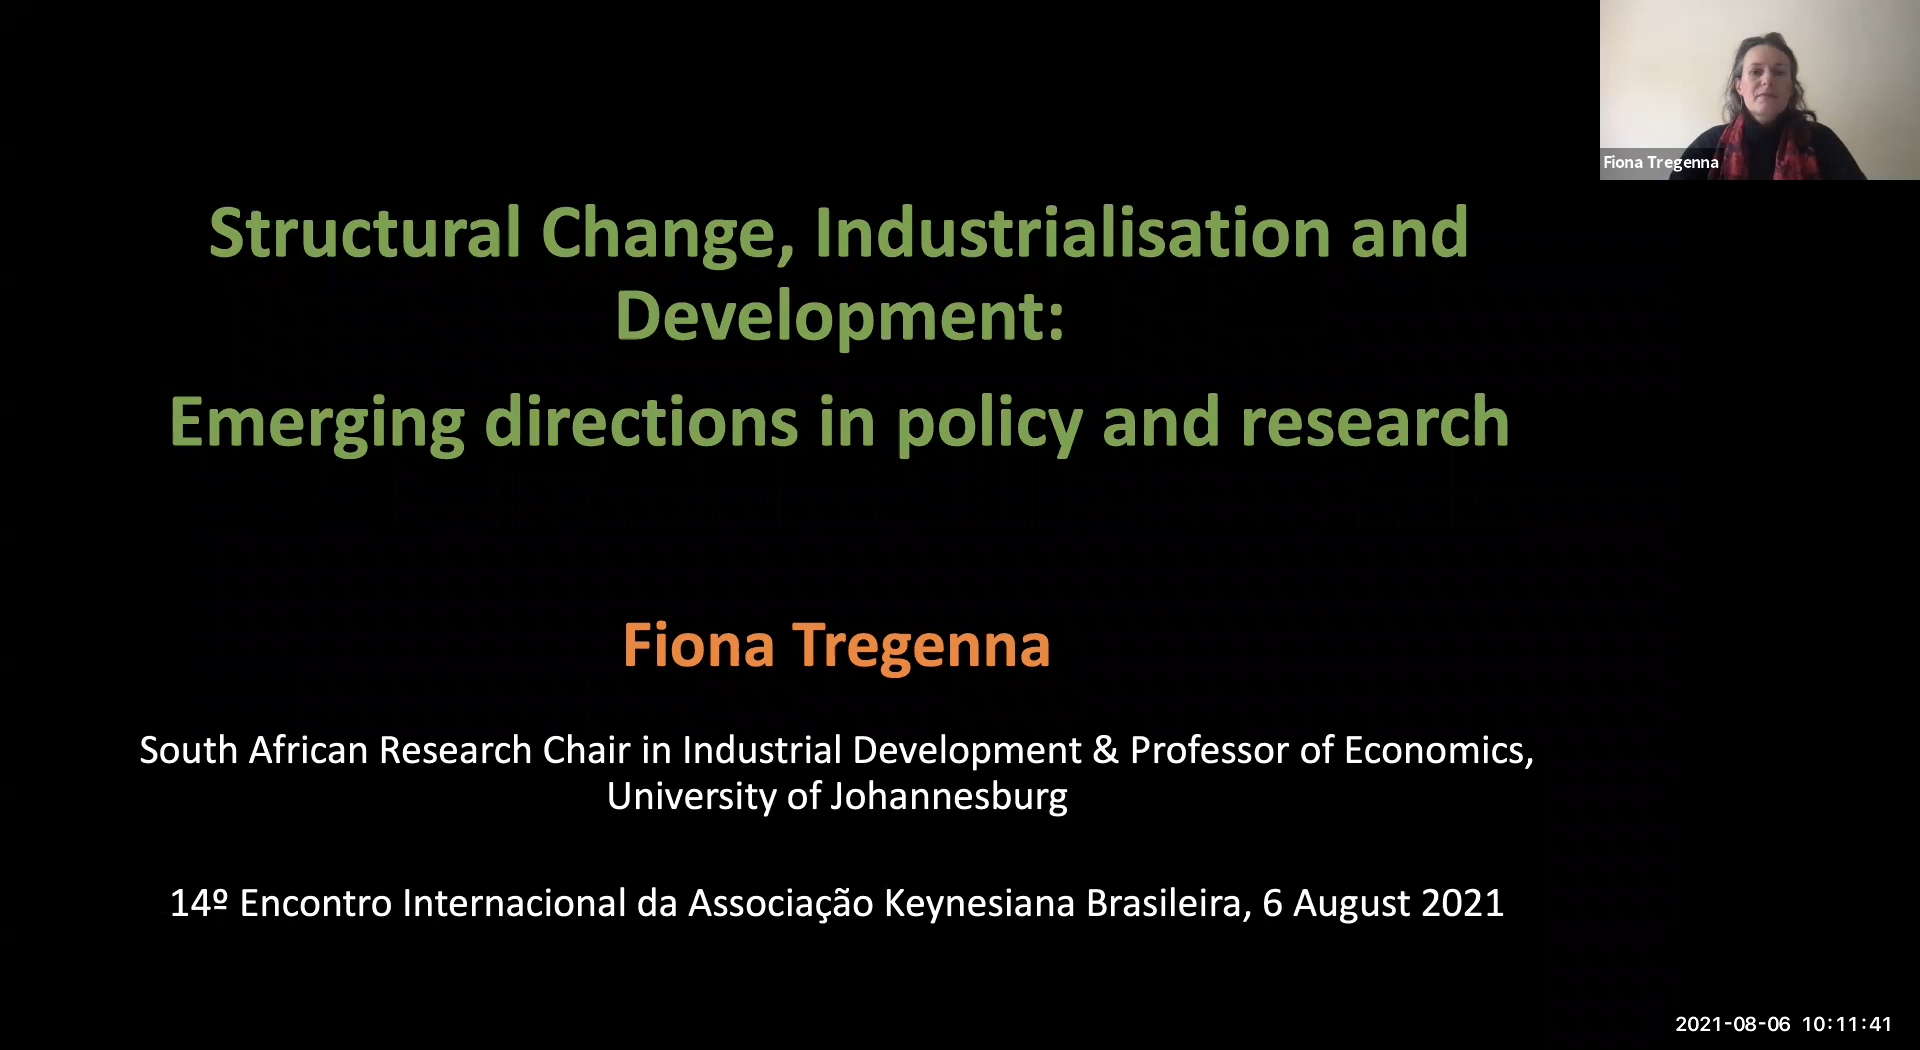 Fiona Tregenna
Structural Change, Industrialisation and
Development:
Emerging directions in policy and research
Fiona Tregenna
South African Research Chair in Industrial Development & Professor of Economics,
University of Johannesburg
14º Encontro Internacional da Associação Keynesiana Brasileira, 6 August 2021
2021-08-06 10:11:41